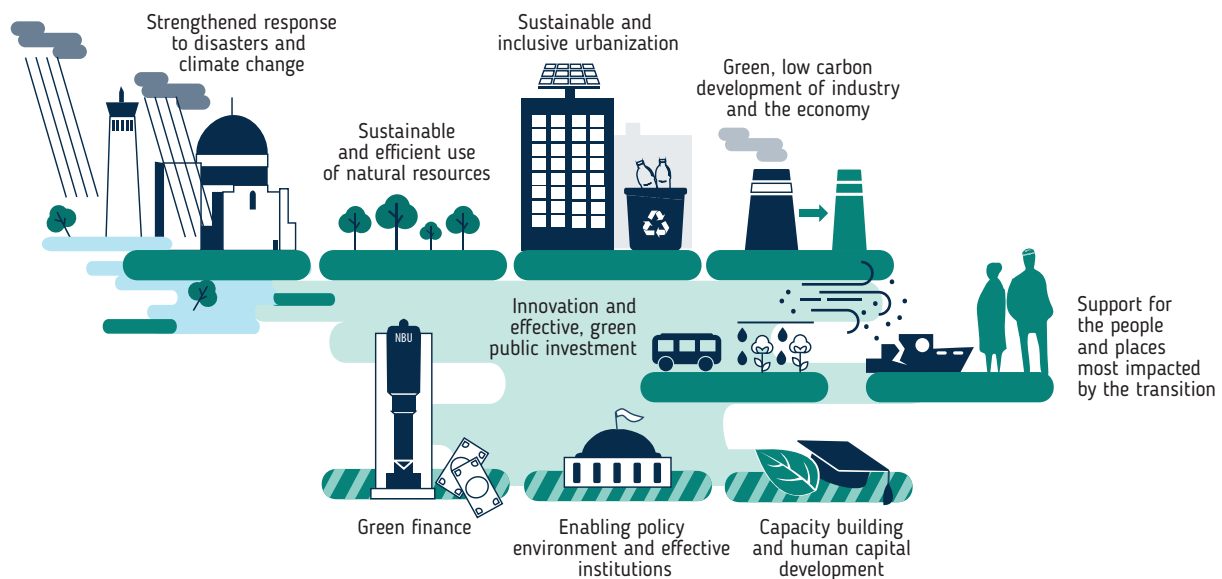 Strengthened response
to disasters and
climate change
Sustainable
and efficient use
of natural resources
Sustainable and
inclusive urbanization
Green, low carbon
development of industry
and the economy
Innovation and
effective, green
public investment
Support for
the people
and places
most impacted
by the transition
NBU
Green finance
Enabling policy
environment and effective
institutions
Capacity building
and human capital
development